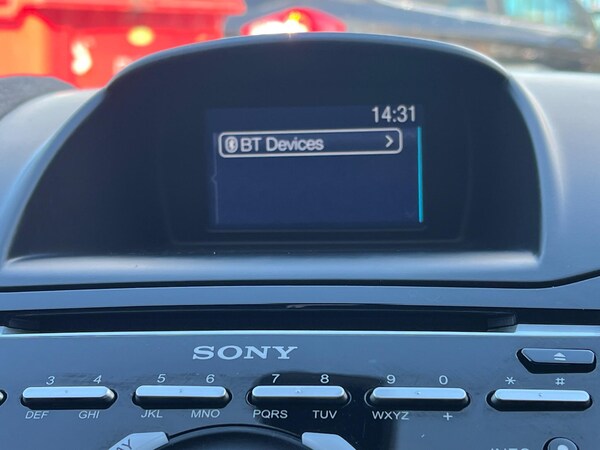 14:31
BT Devices
SONY
3 4 5 6 7 8 9 0 * #
DEF GHI JKL MNO PQRS TUV WXYZ +